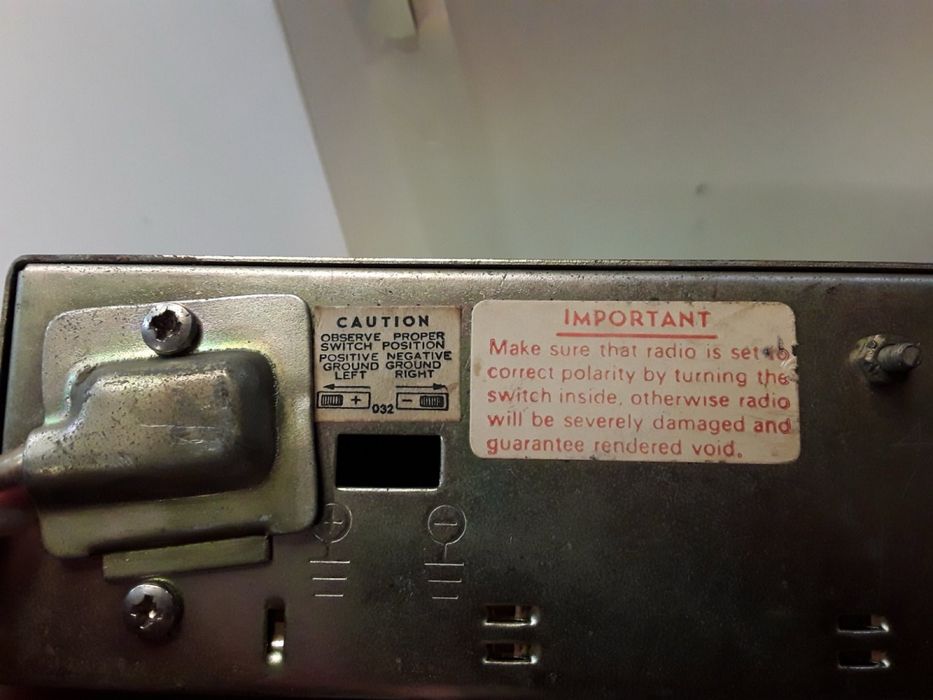 CAUTION
OBSERVE PROPER
SWITCH POSITION
POSITIVE NEGATIVE
GROUND GROUND
LEFT RIGHT
+ −
032
IMPORTANT
Make sure that radio is set to
correct polarity by turning the
switch inside, otherwise radio
will be severely damaged and
guarantee rendered void.
+ −